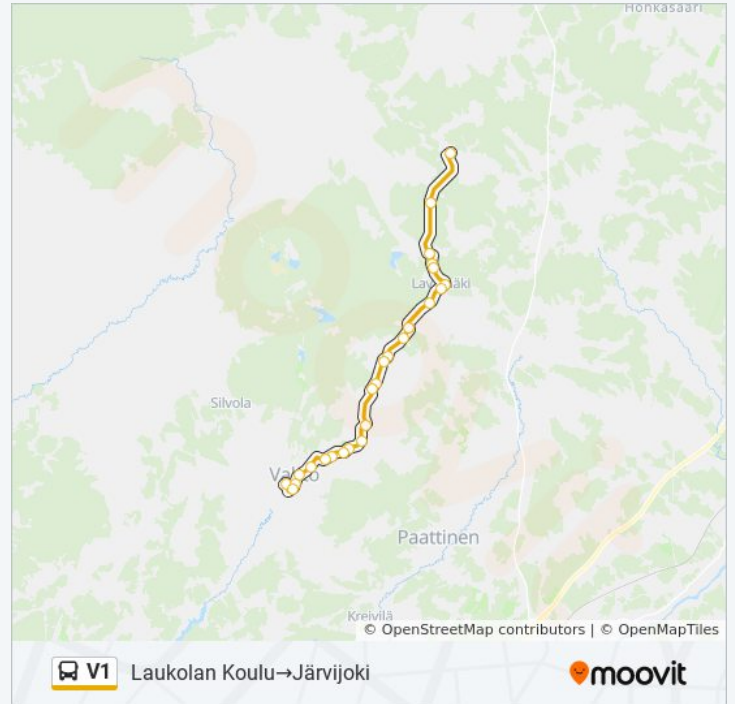 Honkasaari
Silvola
Paattinen
Kreivilä
© OpenStreetMap contributors | © OpenMapTiles
V1 Laukolan Koulu→Järvijoki
moovit